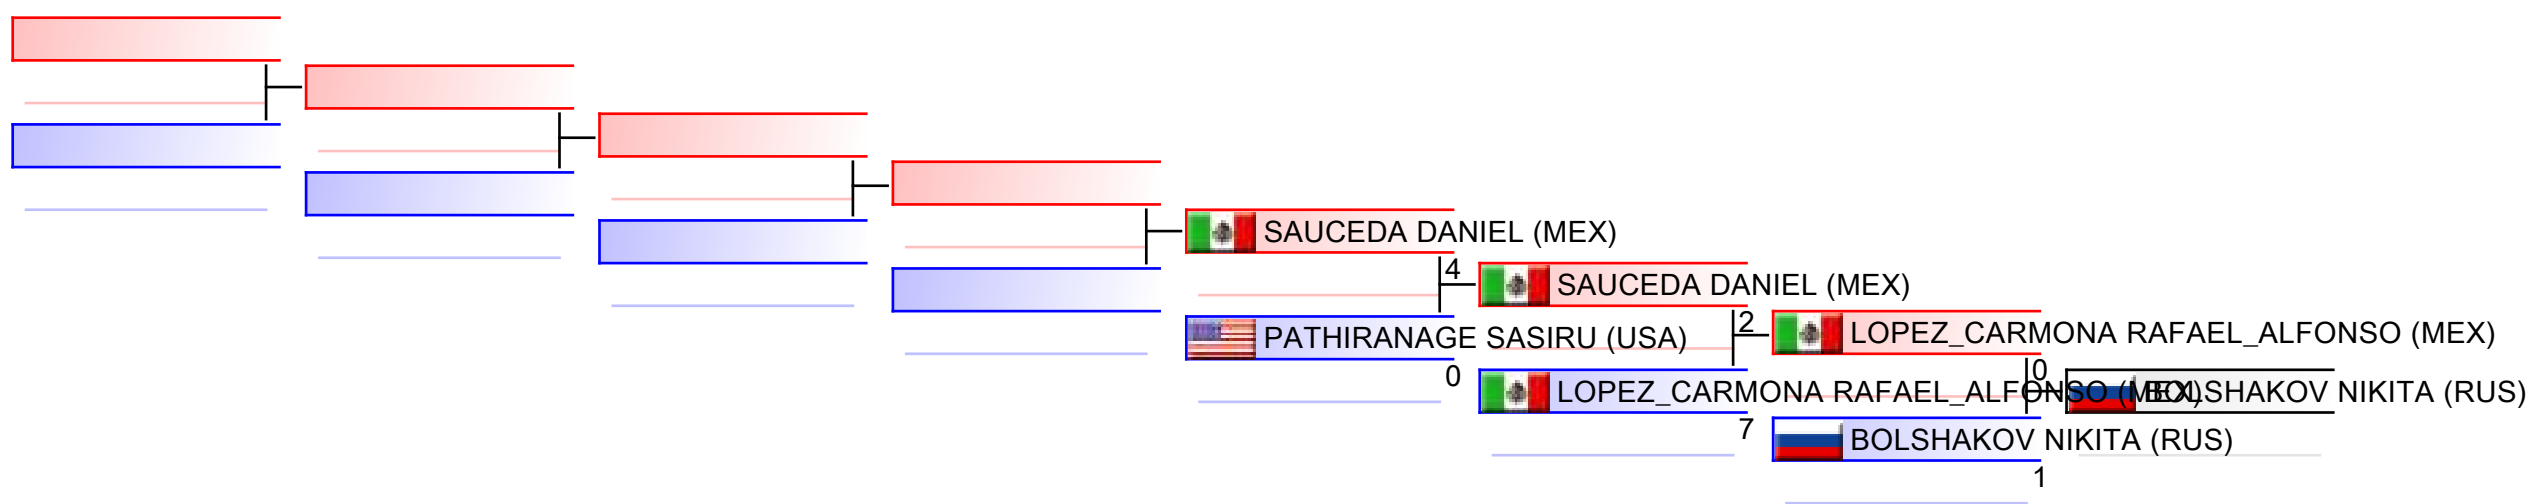 SAUCEDA DANIEL (MEX)
4
SAUCEDA DANIEL (MEX)
PATHIRANAGE SASIRU (USA)
0
2
LOPEZ_CARMONA RAFAEL_ALFONSO (MEX)
LOPEZ_CARMONA RAFAEL_ALFONSO (MEX)
7
0
BOLSHAKOV NIKITA (RUS)
BOLSHAKOV NIKITA (RUS)
1